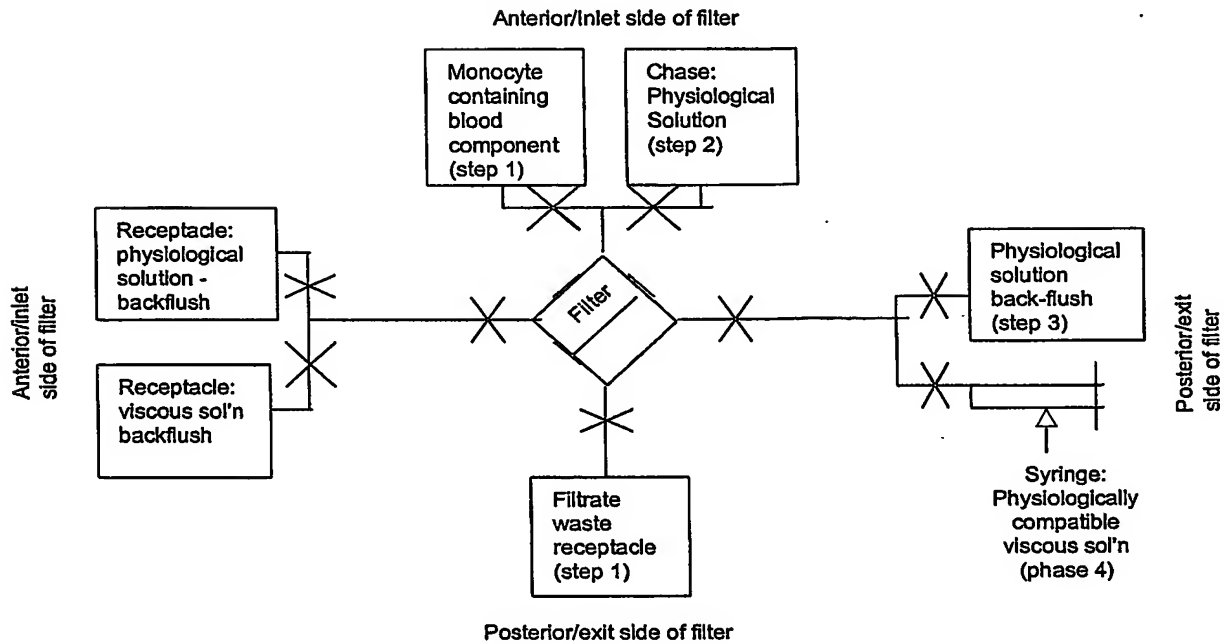 Anterior/inlet side of filter
Monocyte
containing
blood
component
(step 1)
Chase:
Physiological
Solution
(step 2)
Receptacle:
physiological
solution -
backflush
Anterior/inlet
side of filter
Filter
Physiological
solution
back-flush
(step 3)
Posterior/exit
side of filter
Receptacle:
viscous sol'n
backflush
Syringe:
Physiologically
compatible
viscous sol'n
(phase 4)
Filtrate
waste
receptacle
(step 1)
Posterior/exit side of filter